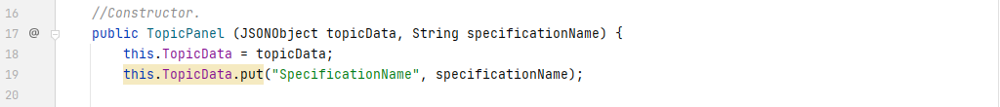 16 //Constructor.
17 @ public TopicPanel (JSONObject topicData, String specificationName) {
18 this.TopicData = topicData;
19 this.TopicData.put("SpecificationName", specificationName);
20